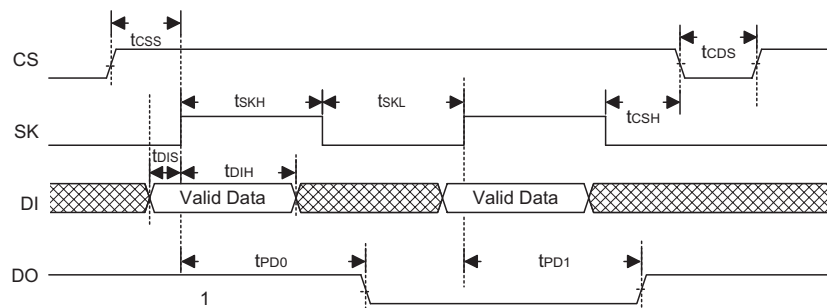 tCSS
tCDS
CS
tSKH
tSKL
tCSH
SK
tDIS
tDIH
DI
Valid Data
Valid Data
tPD0
tPD1
DO
1